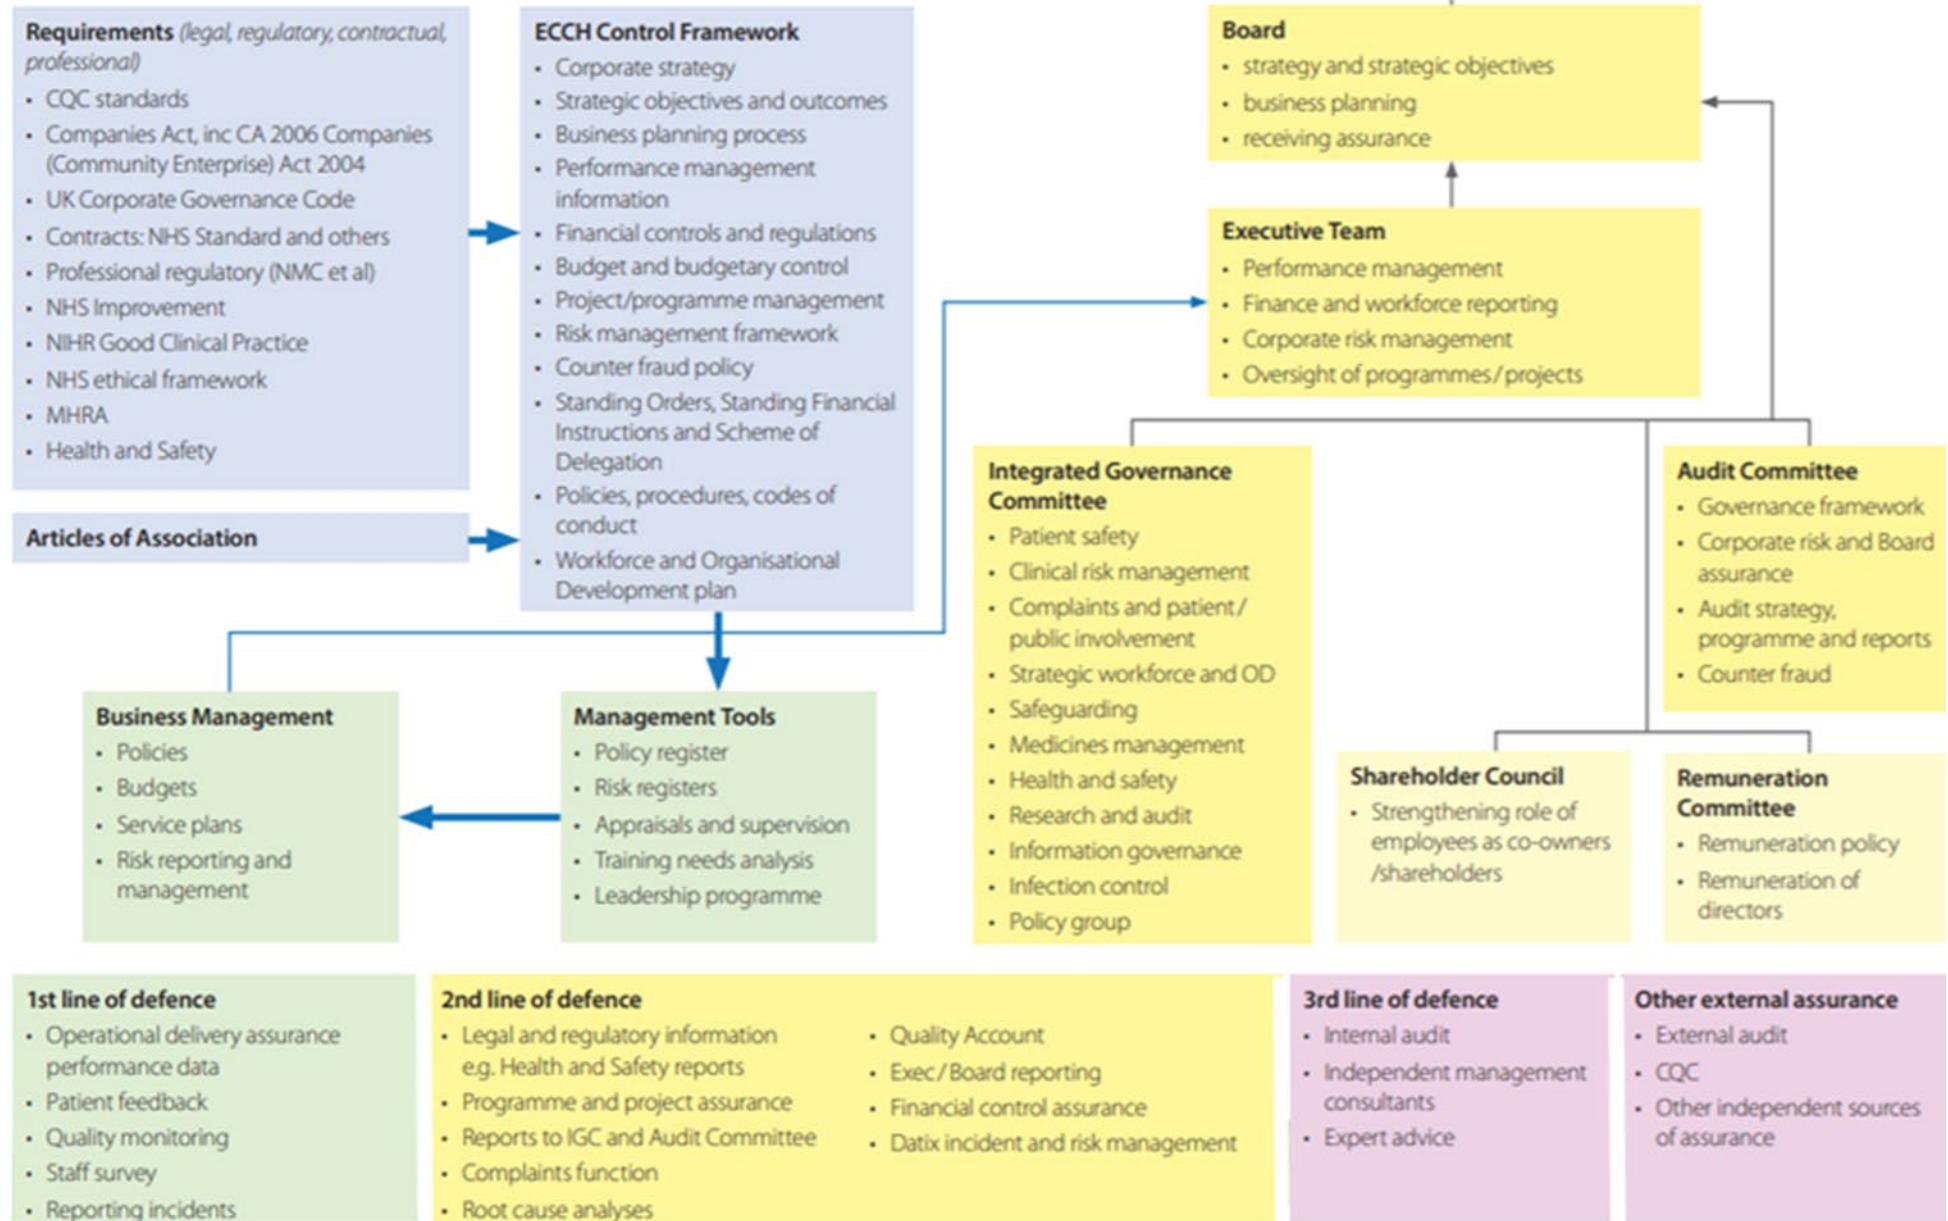 Requirements (legal, regulatory, contractual,
professional)
• CQC standards
• Companies Act, inc CA 2006 Companies
(Community Enterprise) Act 2004
• UK Corporate Governance Code
• Contracts: NHS Standard and others
• Professional regulatory (NMC et al)
• NHS Improvement
• NIHR Good Clinical Practice
• NHS ethical framework
• MHRA
• Health and Safety
Articles of Association
ECCH Control Framework
• Corporate strategy
• Strategic objectives and outcomes
• Business planning process
• Performance management
information
• Financial controls and regulations
• Budget and budgetary control
• Project/programme management
• Risk management framework
• Counter fraud policy
• Standing Orders, Standing Financial
Instructions and Scheme of
Delegation
• Policies, procedures, codes of
conduct
• Workforce and Organisational
Development plan
Board
• strategy and strategic objectives
• business planning
• receiving assurance
Executive Team
• Performance management
• Finance and workforce reporting
• Corporate risk management
• Oversight of programmes/projects
Business Management
• Policies
• Budgets
• Service plans
• Risk reporting and
management
Management Tools
• Policy register
• Risk registers
• Appraisals and supervision
• Training needs analysis
• Leadership programme
Integrated Governance
Committee
• Patient safety
• Clinical risk management
• Complaints and patient/
public involvement
• Strategic workforce and OD
• Safeguarding
• Medicines management
• Health and safety
• Research and audit
• Information governance
• Infection control
• Policy group
Audit Committee
• Governance framework
• Corporate risk and Board
assurance
• Audit strategy,
programme and reports
• Counter fraud
Shareholder Council
• Strengthening role of
employees as co-owners
/shareholders
Remuneration
Committee
• Remuneration policy
• Remuneration of
directors
1st line of defence
• Operational delivery assurance
performance data
• Patient feedback
• Quality monitoring
• Staff survey
• Reporting incidents
2nd line of defence
• Legal and regulatory information
e.g. Health and Safety reports
• Programme and project assurance
• Reports to IGC and Audit Committee
• Complaints function
• Root cause analyses
• Quality Account
• Exec/Board reporting
• Financial control assurance
• Datix incident and risk management
3rd line of defence
• Internal audit
• Independent management
consultants
• Expert advice
Other external assurance
• External audit
• CQC
• Other independent sources
of assurance